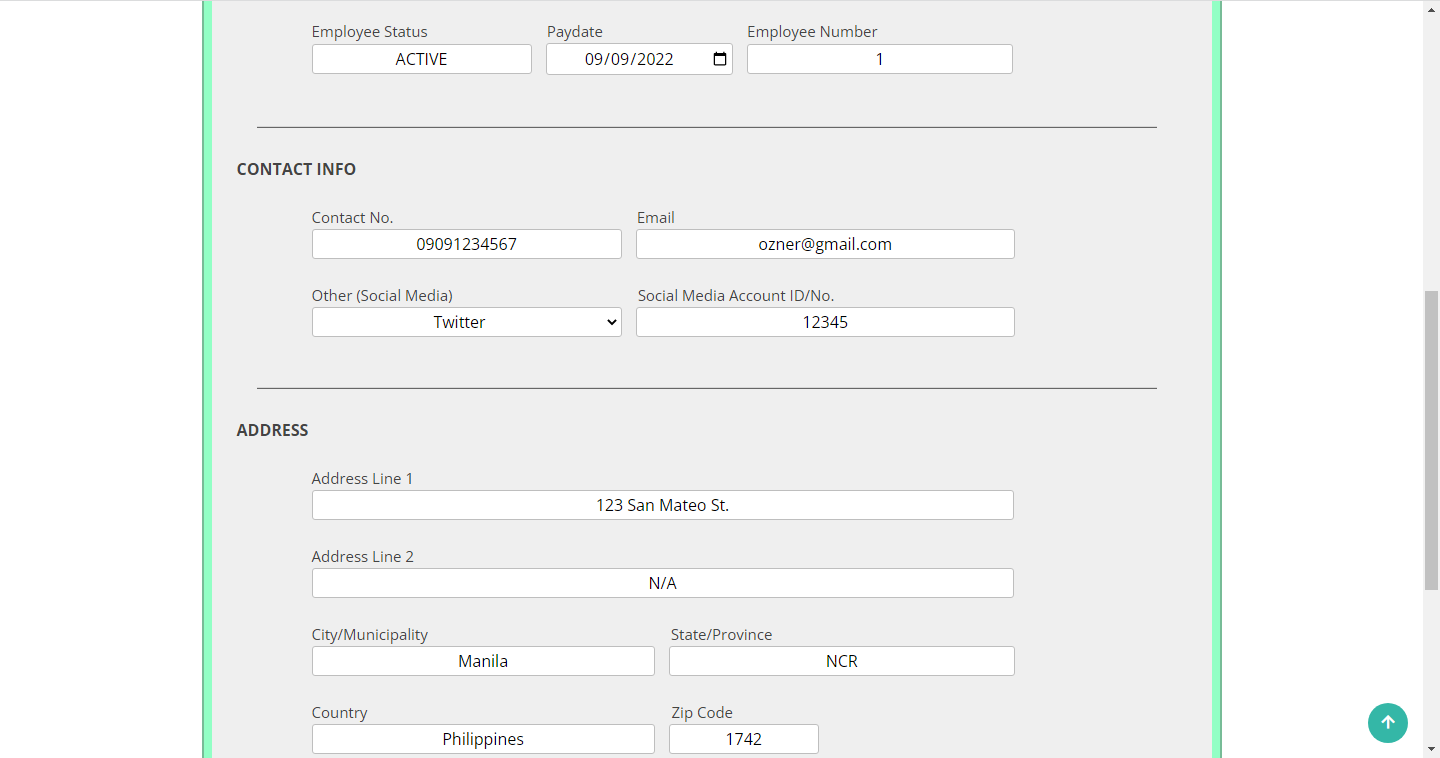 Employee Status Paydate Employee Number
ACTIVE 09/09/2022 1
CONTACT INFO
Contact No. Email
09091234567 ozner@gmail.com
Other (Social Media) Social Media Account ID/No.
Twitter 12345
ADDRESS
Address Line 1
123 San Mateo St.
Address Line 2
N/A
City/Municipality State/Province
Manila NCR
Country Zip Code
Philippines 1742